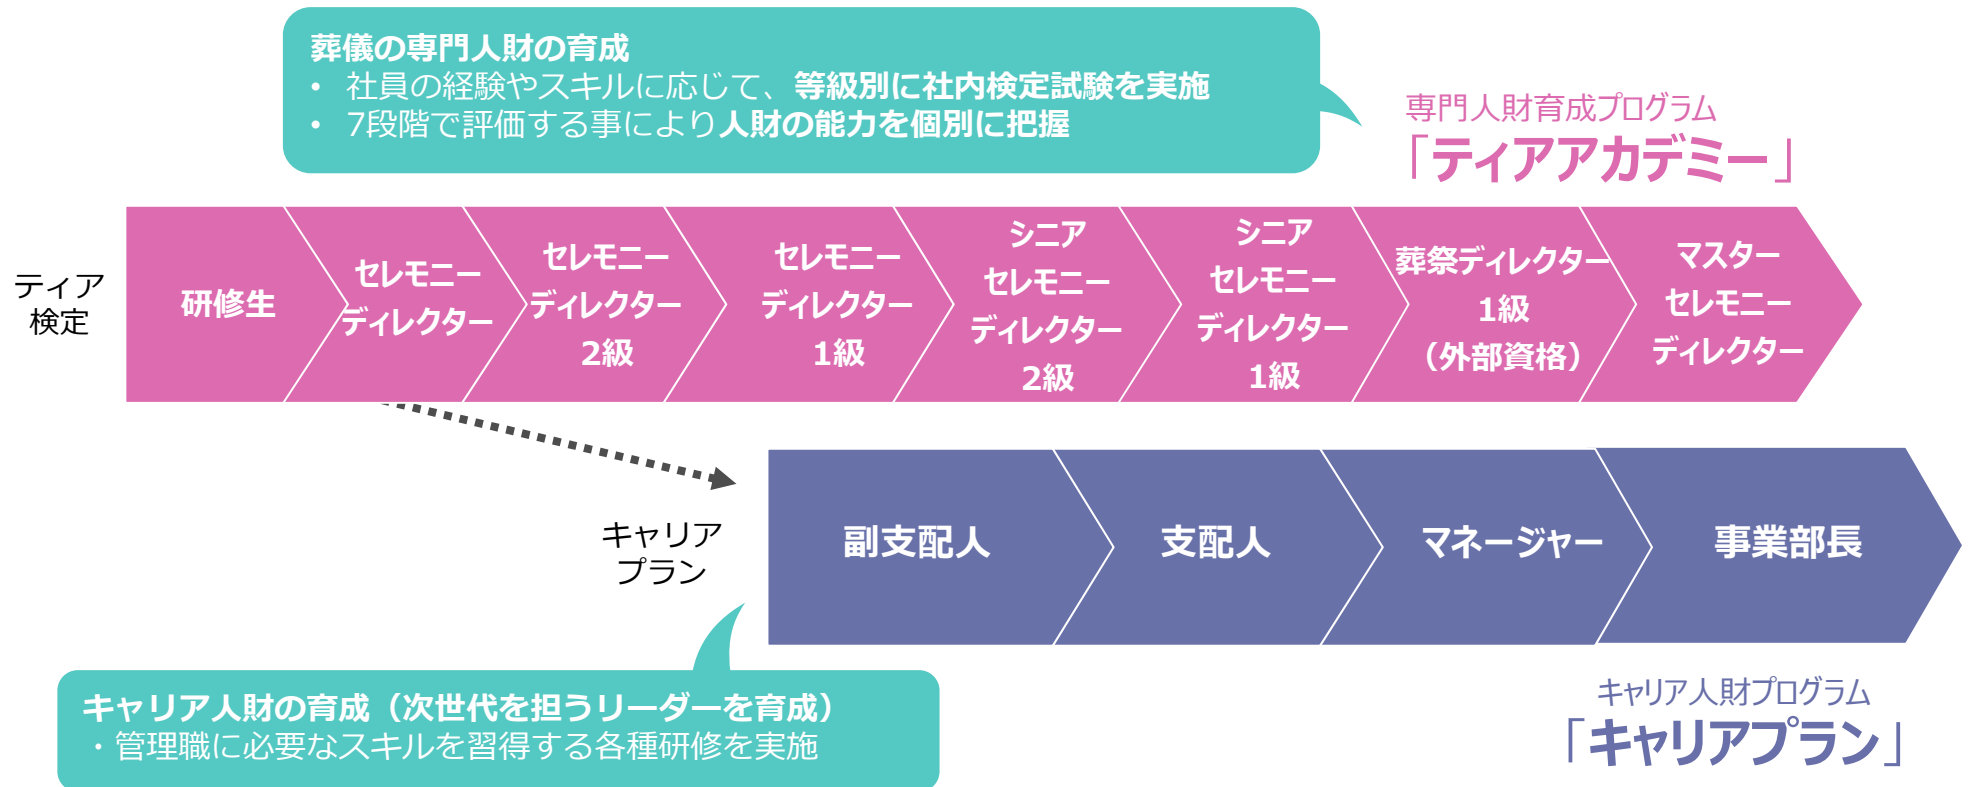 葬儀の専門人財の育成
• 社員の経験やスキルに応じて、等級別に社内検定試験を実施
• 7段階で評価する事により人財の能力を個別に把握
専門人財育成プログラム
「ティアアカデミー」
ティア
検定
研修生
セレモニー
ディレクター
セレモニー
ディレクター
2級
セレモニー
ディレクター
1級
シニア
セレモニー
ディレクター
2級
シニア
セレモニー
ディレクター
1級
葬祭ディレクター
1級
（外部資格）
マスター
セレモニー
ディレクター
キャリア
プラン
副支配人
支配人
マネージャー
事業部長
キャリア人財の育成（次世代を担うリーダーを育成）
・管理職に必要なスキルを習得する各種研修を実施
キャリア人財プログラム
「キャリアプラン」